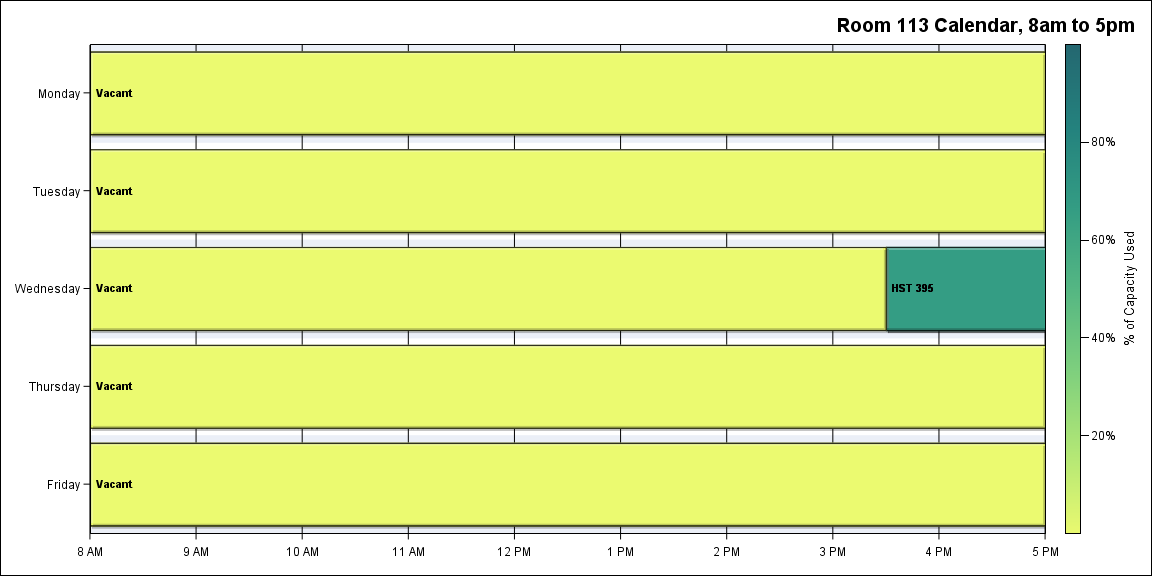 Room 113 Calendar, 8am to 5pm
Monday
Vacant
Tuesday
Vacant
Wednesday
Vacant
HST 395
Thursday
Vacant
Friday
Vacant
8 AM 9 AM 10 AM 11 AM 12 PM 1 PM 2 PM 3 PM 4 PM 5 PM
80%
60%
40%
20%
% of Capacity Used